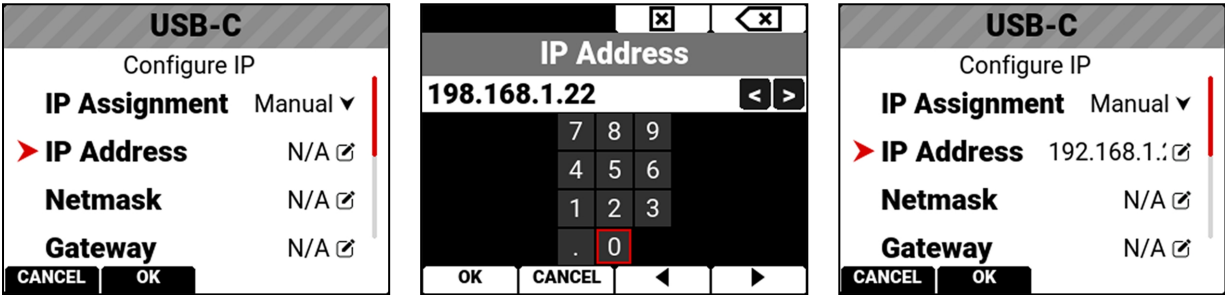 USB-C
Configure IP
IP Assignment Manual
IP Address N/A
Netmask N/A
Gateway N/A
CANCEL OK
IP Address
198.168.1.22
< >
7 8 9
4 5 6
1 2 3
. 0
OK CANCEL
USB-C
Configure IP
IP Assignment Manual
IP Address 192.168.1.
Netmask N/A
Gateway N/A
CANCEL OK